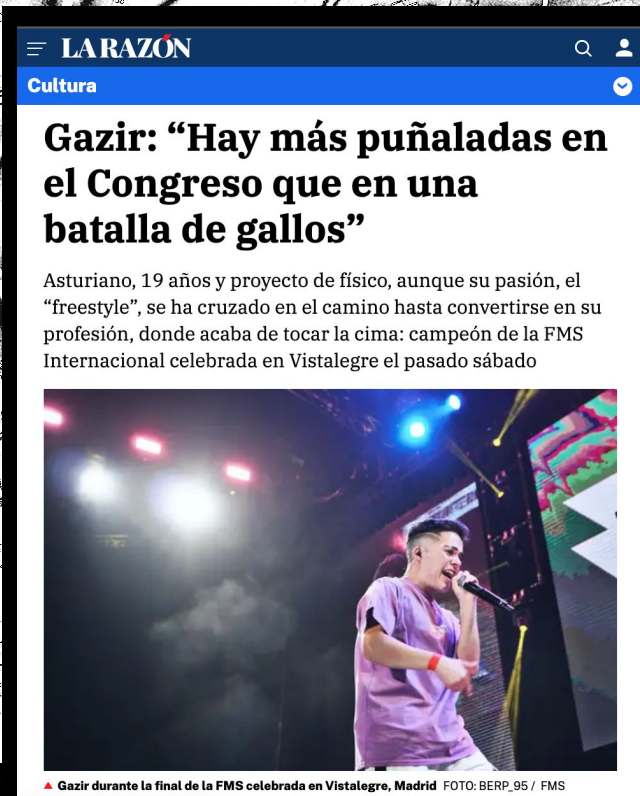 LA RAZÓN
Cultura
Gazir: “Hay más puñaladas en
el Congreso que en una
batalla de gallos”
Asturiano, 19 años y proyecto de físico, aunque su pasión, el
“freestyle”, se ha cruzado en el camino hasta convertirse en su
profesión, donde acaba de tocar la cima: campeón de la FMS
Internacional celebrada en Vistalegre el pasado sábado
▲ Gazir durante la final de la FMS celebrada en Vistalegre, Madrid FOTO: BERP_95 / FMS